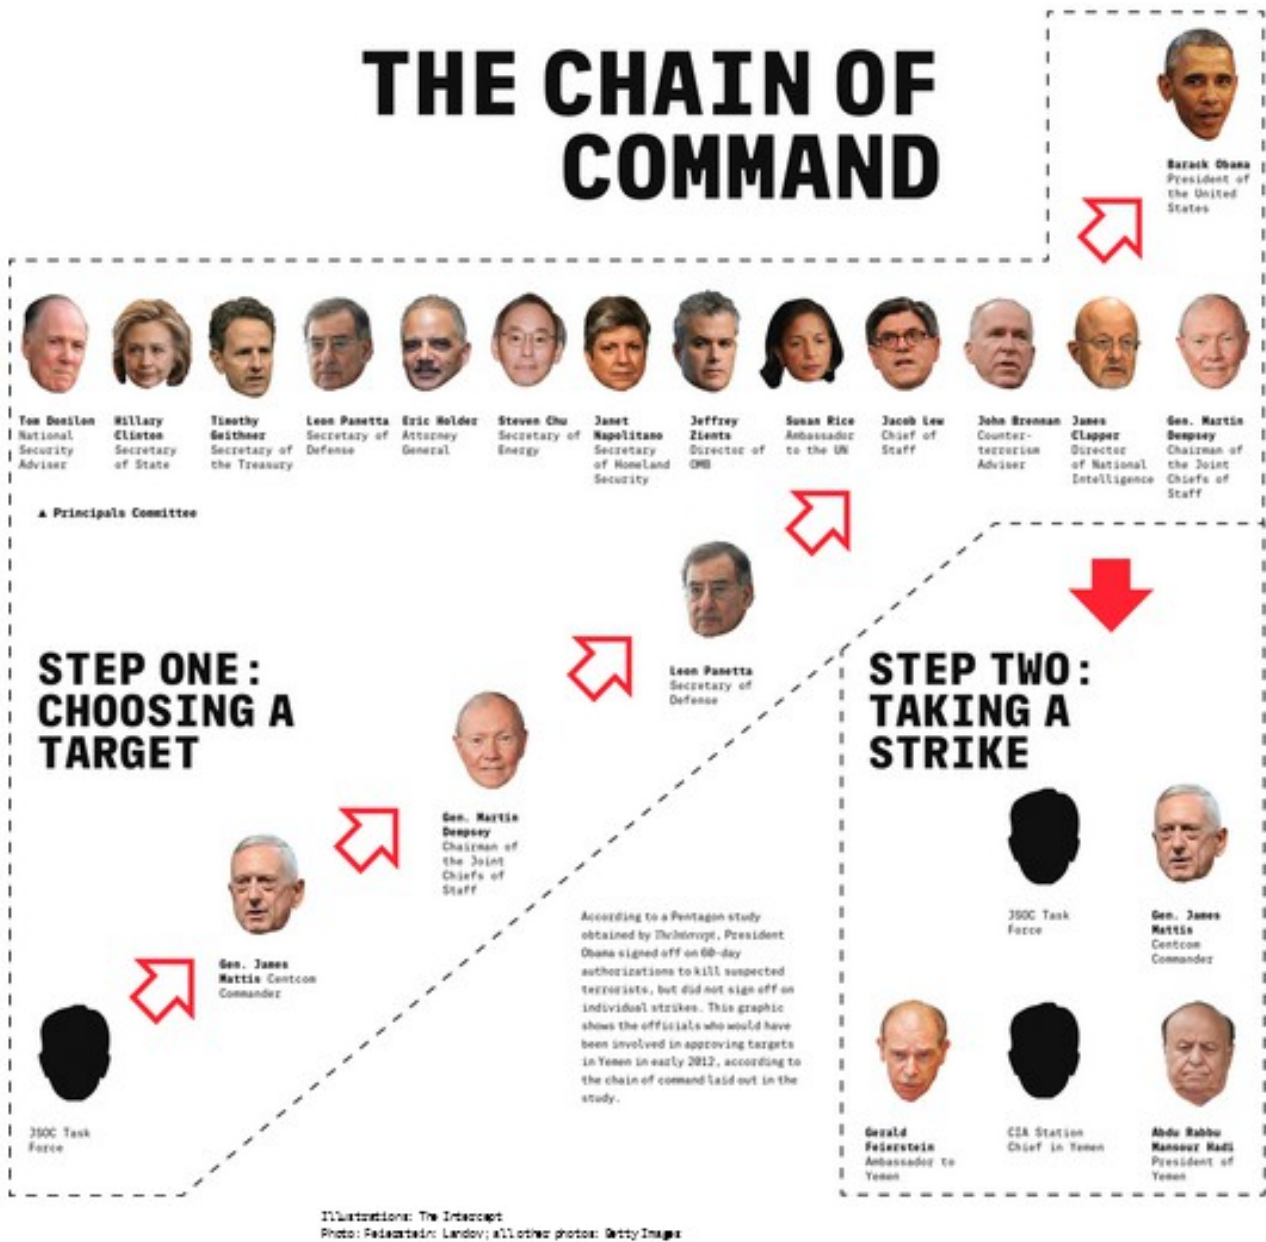 THE CHAIN OF
COMMAND
Barack Obama
President of
the United
States
Tom Donilon
National
Security
Adviser
Hillary
Clinton
Secretary
of State
Timothy
Geithner
Secretary of
the Treasury
Leon Panetta
Secretary of
Defense
Eric Holder
Attorney
General
Steven Chu
Secretary of
Energy
Janet
Napolitano
Secretary
of Homeland
Security
Jeffrey
Zients
Director of
OMB
Susan Rice
Ambassador
to the UN
Jacob Lew
Chief of
Staff
John Brennan
Counter-
terrorism
Adviser
James
Clapper
Director
of National
Intelligence
Gen. Martin
Dempsey
Chairman of
the Joint
Chiefs of
Staff
▲ Principals Committee
STEP ONE:
CHOOSING A
TARGET
Leon Panetta
Secretary of
Defense
Gen. Martin
Dempsey
Chairman of
the Joint
Chiefs of
Staff
Gen. James
Mattis Centcom
Commander
JSOC Task
Force
According to a Pentagon study
obtained by The Intercept, President
Obama signed off on 60-day
authorizations to kill suspected
terrorists, but did not sign off on
individual strikes. This graphic
shows the officials who would have
been involved in approving targets
in Yemen in early 2012, according to
the chain of command laid out in the
study.
STEP TWO:
TAKING A
STRIKE
JSOC Task
Force
Gen. James
Mattis
Centcom
Commander
Gerald
Feierstein
Ambassador to
Yemen
CIA Station
Chief in Yemen
Abdu Rabbu
Mansour Hadi
President of
Yemen
Illustrations: The Intercept
Photo: Feierstein: Landov; all other photos: Getty Images